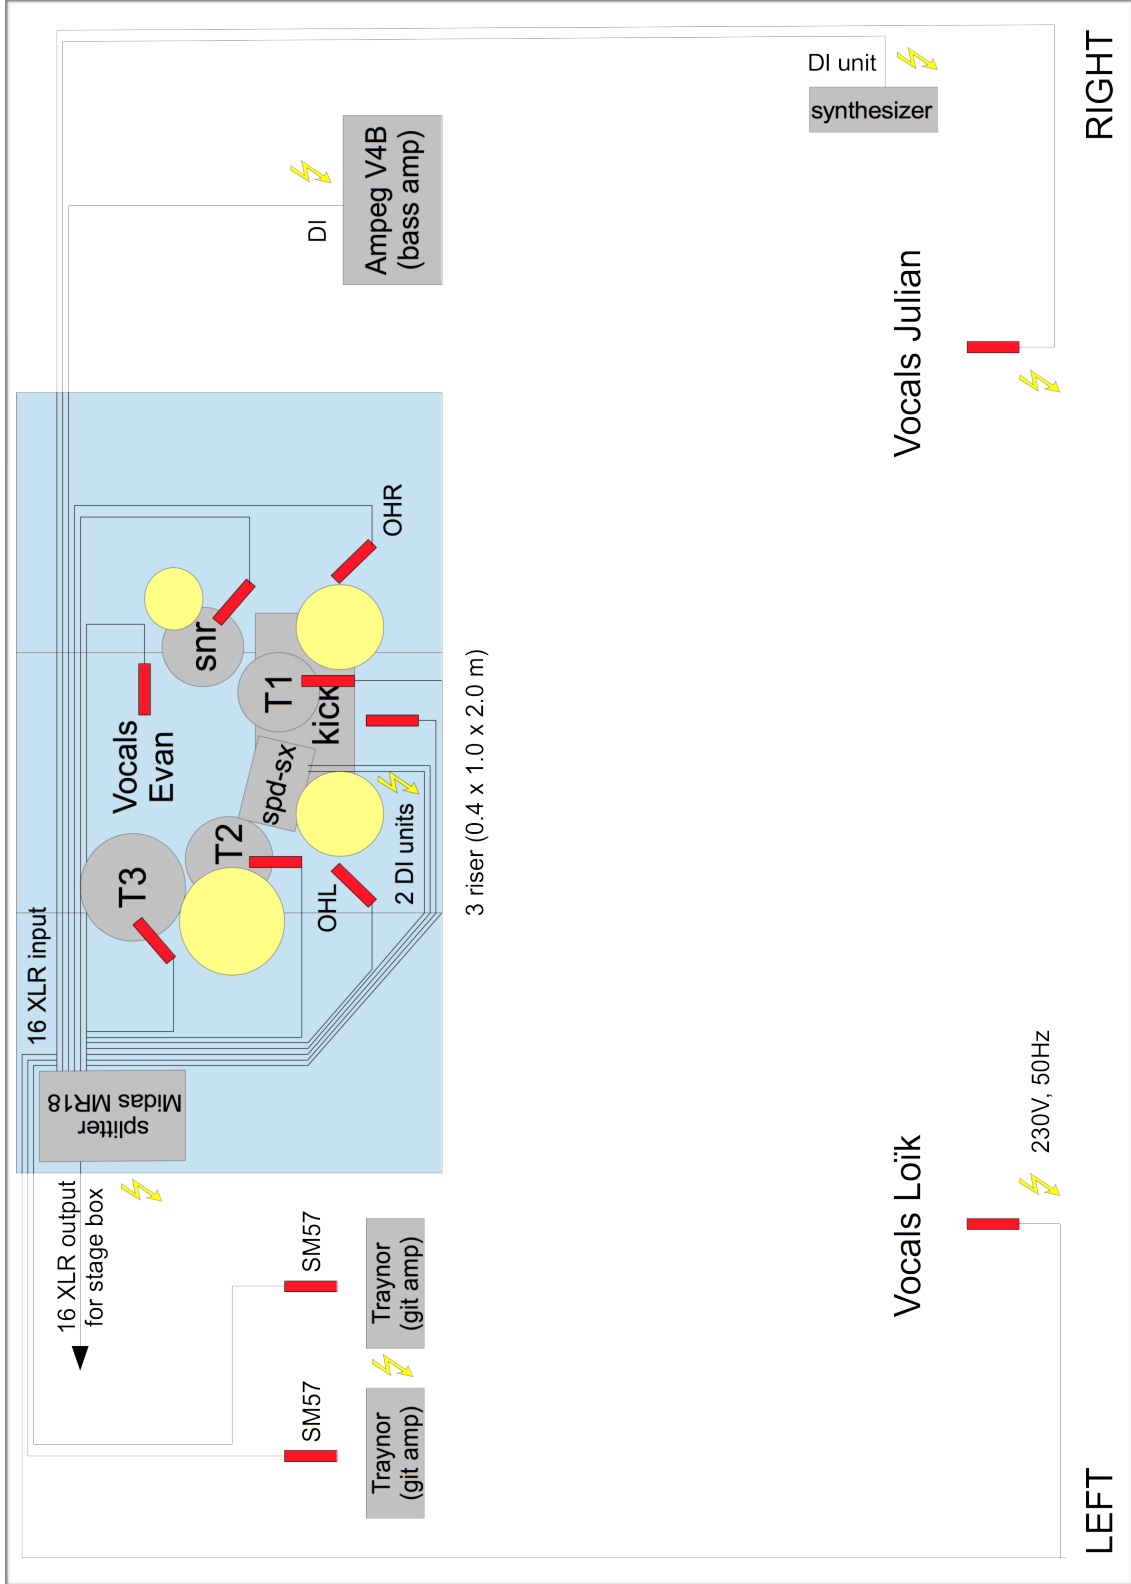 16 XLR output
for stage box
splitter
Midas MR18
16 XLR input
SM57
SM57
Traynor
(git amp)
Traynor
(git amp)
T3
T2
OHL
2 DI units
spd-sx
Vocals
Evan
kick
T1
snr
OHR
3 riser (0.4 x 1.0 x 2.0 m)
DI
Ampeg V4B
(bass amp)
DI unit
synthesizer
Vocals Loïk
230V, 50Hz
Vocals Julian
LEFT
RIGHT